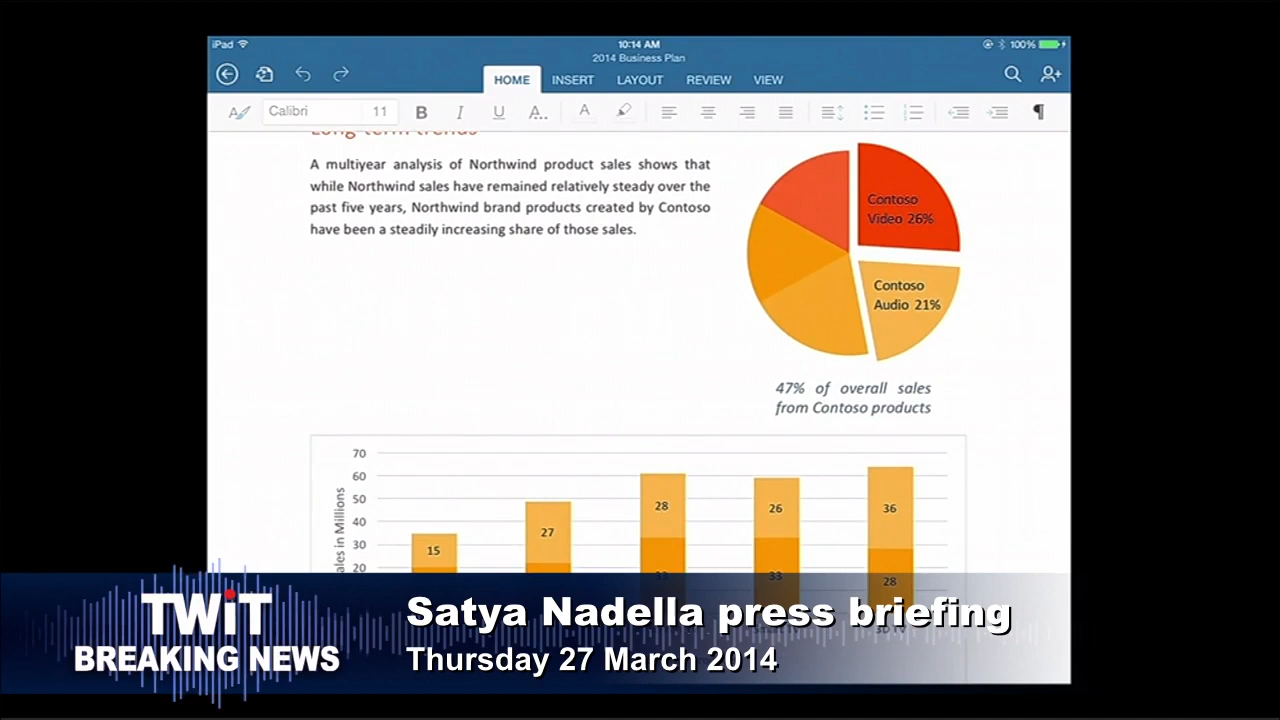 iPad 10:14 AM 100%
2014 Business Plan
HOME INSERT LAYOUT REVIEW VIEW
Calibri 11 B I U A... A
Long-term trends
A multiyear analysis of Northwind product sales shows that
while Northwind sales have remained relatively steady over the
past five years, Northwind brand products created by Contoso
have been a steadily increasing share of those sales.
Contoso
Video 26%
Contoso
Audio 21%
47% of overall sales
from Contoso products
70
60
50
40
30
20
15 27 28 26 36
33 33 28
TWiT
BREAKING NEWS
Satya Nadella press briefing
Thursday 27 March 2014